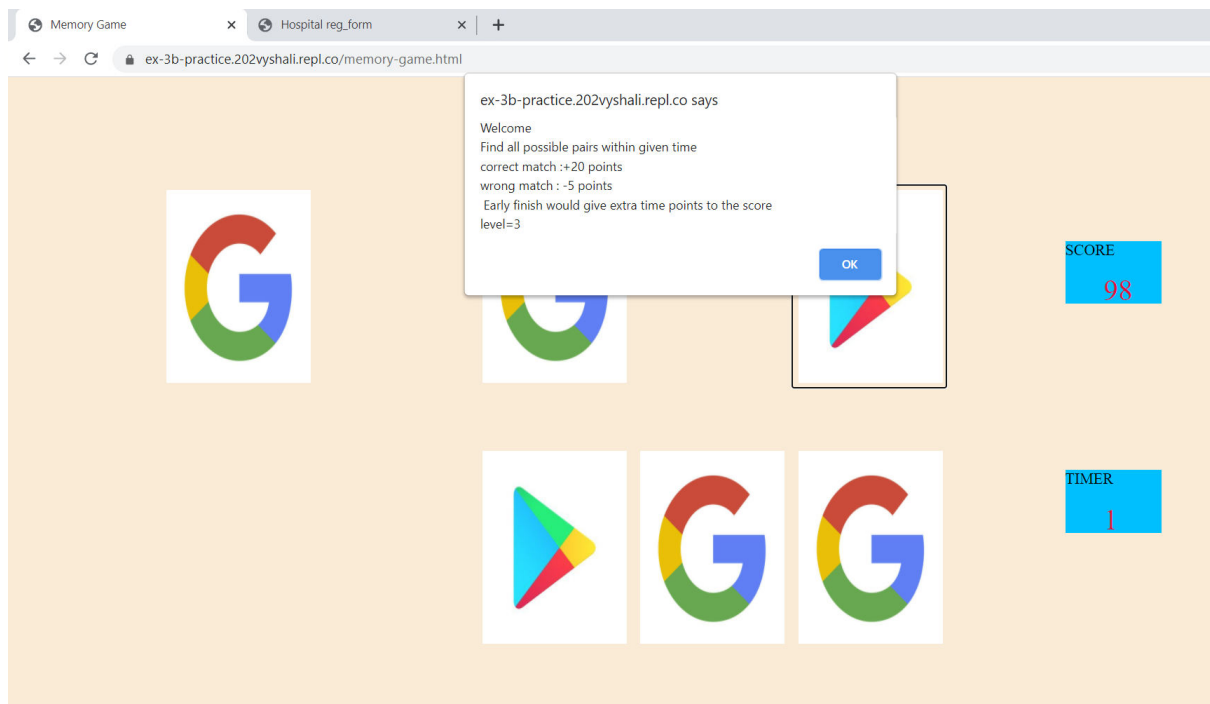 Memory Game
Hospital reg_form
ex-3b-practice.202vyshali.repl.co/memory-game.html
ex-3b-practice.202vyshali.repl.co says
Welcome
Find all possible pairs within given time
correct match :+20 points
wrong match : -5 points
Early finish would give extra time points to the score
level=3
OK
SCORE
98
TIMER
1